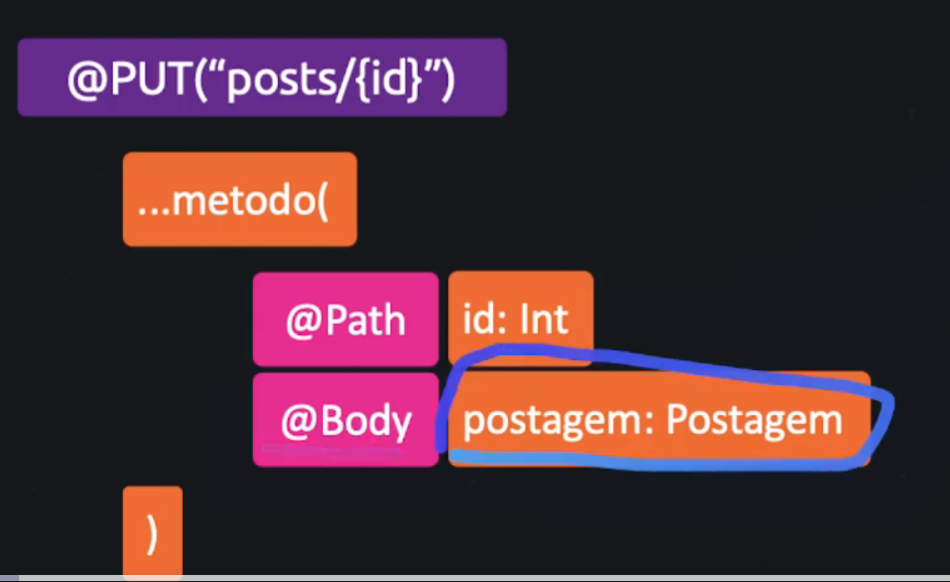 @PUT(“posts/{id}”)
...metodo(
@Path id: Int
@Body postagem: Postagem
)